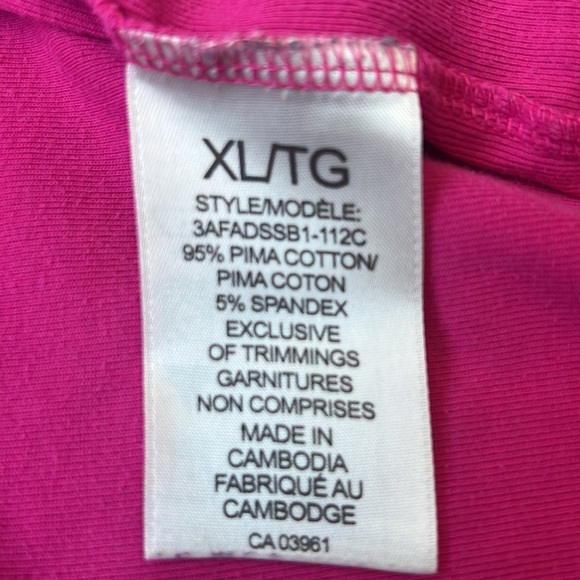 XL/TG
STYLE/MODÈLE:
3AFADSSB1-112C
95% PIMA COTTON/
PIMA COTON
5% SPANDEX
EXCLUSIVE
OF TRIMMINGS
GARNITURES
NON COMPRISES
MADE IN
CAMBODIA
FABRIQUÉ AU
CAMBODGE
CA 03961